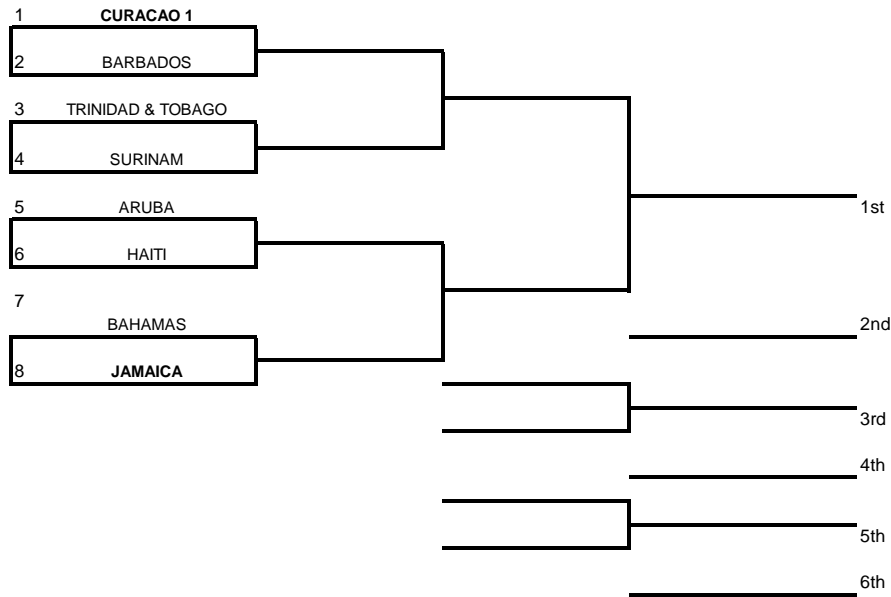 1 CURACAO 1
2 BARBADOS
3 TRINIDAD & TOBAGO
4 SURINAM
5 ARUBA
1st
6 HAITI
7
BAHAMAS
2nd
8 JAMAICA
3rd
4th
5th
6th